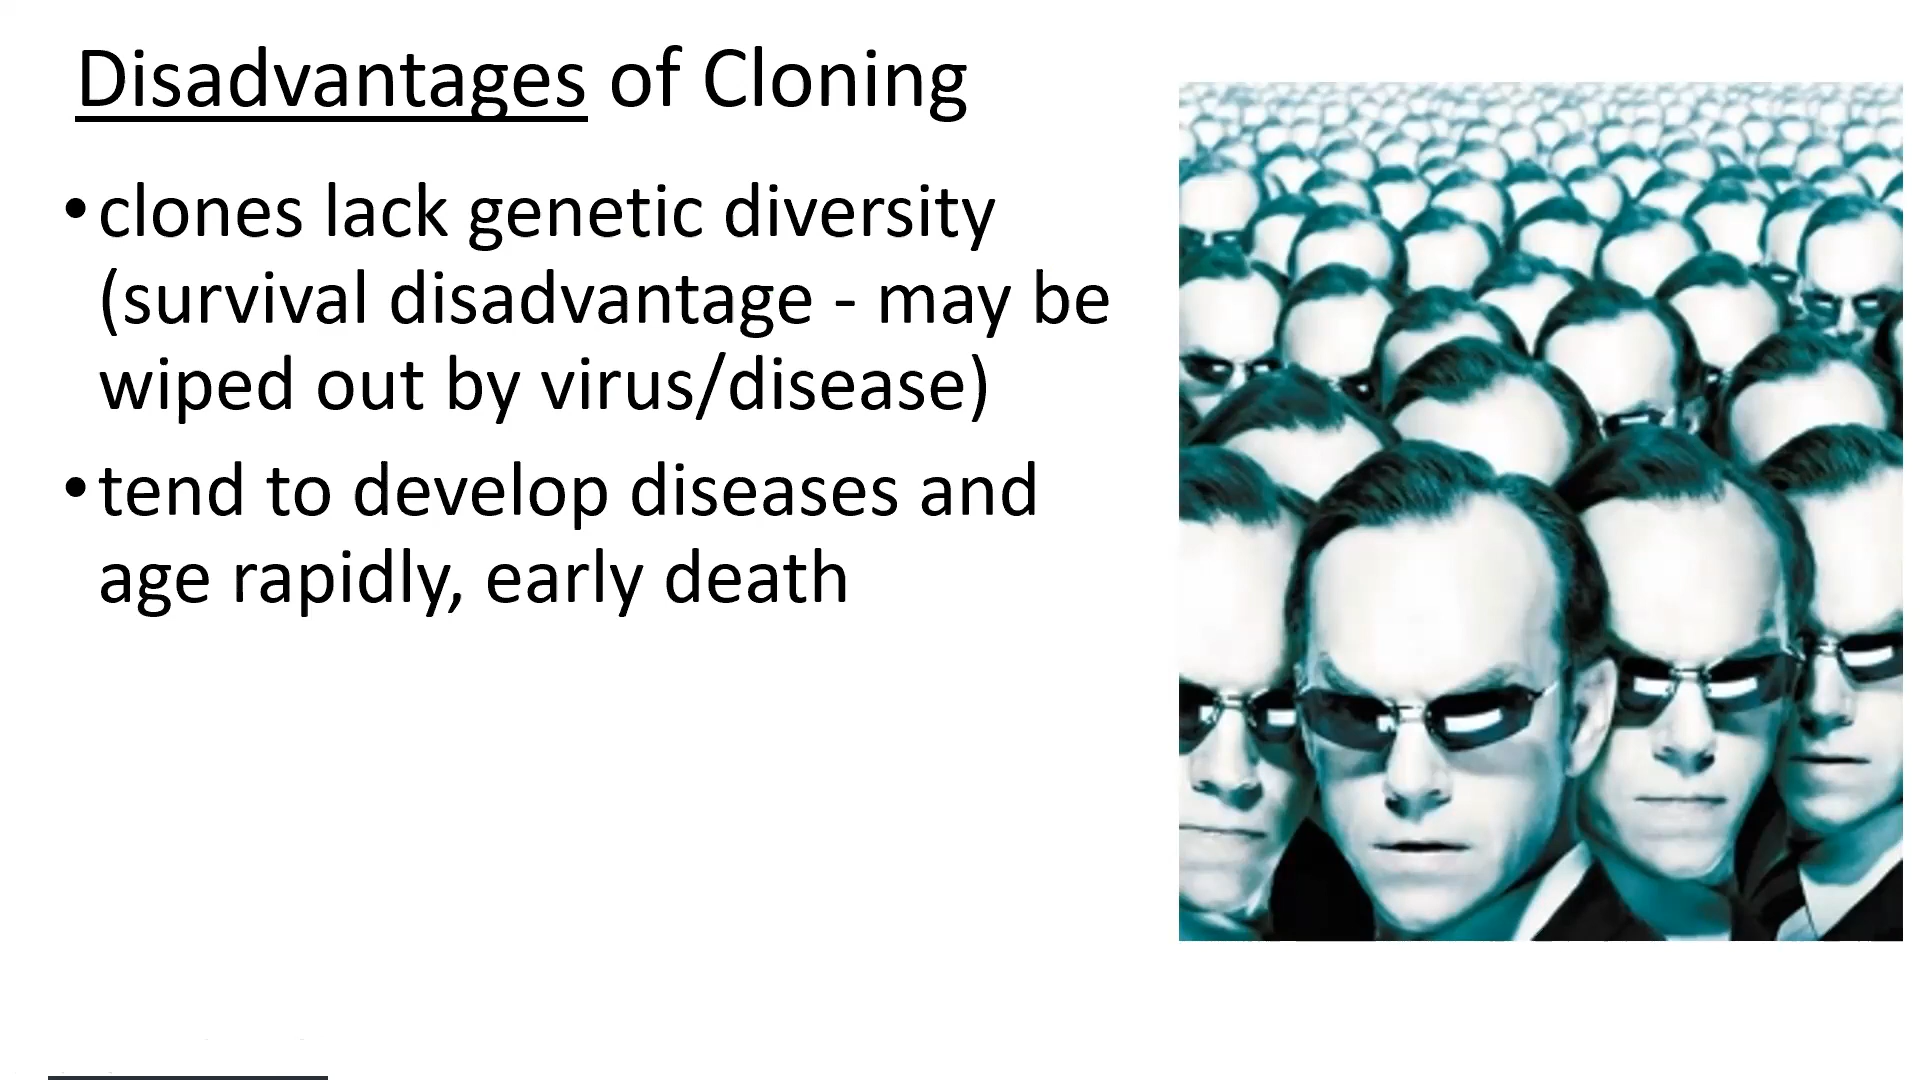 Disadvantages of Cloning
• clones lack genetic diversity
(survival disadvantage - may be
wiped out by virus/disease)
• tend to develop diseases and
age rapidly, early death